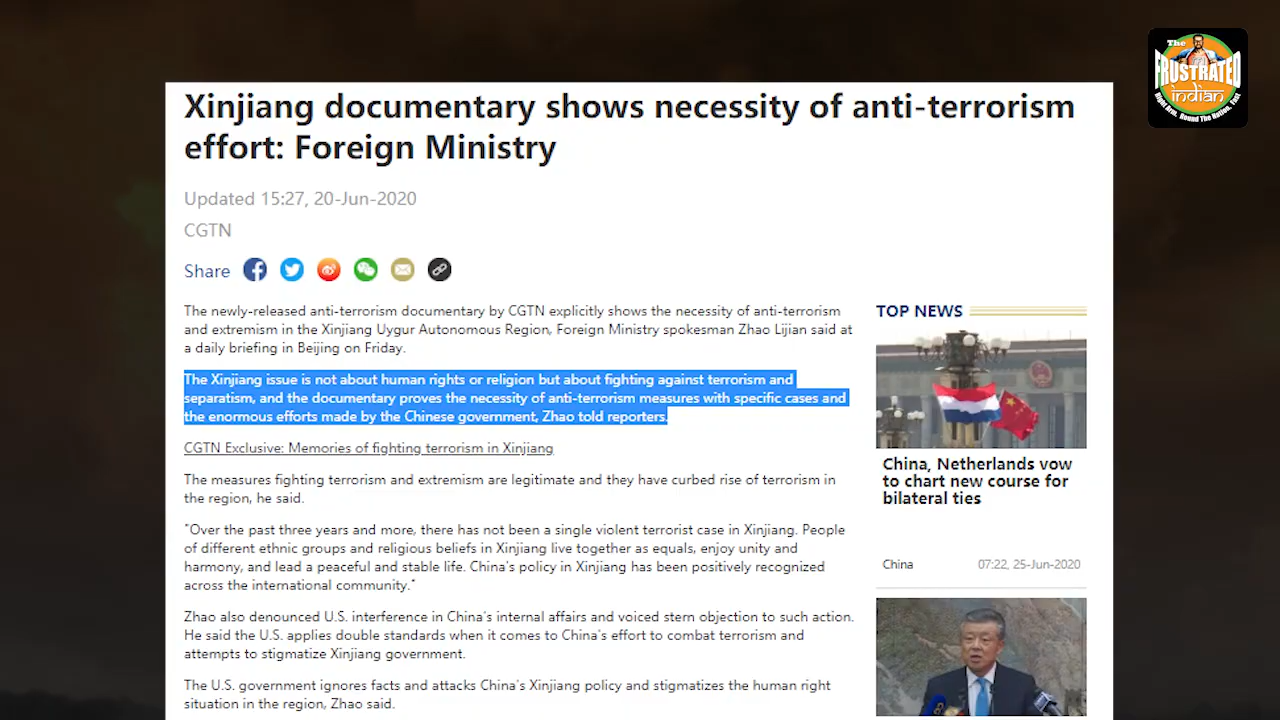 The
FRUSTRATED
indian
Right Arm. Round The Nation. Fast
Xinjiang documentary shows necessity of anti-terrorism
effort: Foreign Ministry
Updated 15:27, 20-Jun-2020
CGTN
Share
The newly-released anti-terrorism documentary by CGTN explicitly shows the necessity of anti-terrorism
and extremism in the Xinjiang Uygur Autonomous Region, Foreign Ministry spokesman Zhao Lijian said at
a daily briefing in Beijing on Friday.
The Xinjiang issue is not about human rights or religion but about fighting against terrorism and
separatism, and the documentary proves the necessity of anti-terrorism measures with specific cases and
the enormous efforts made by the Chinese government, Zhao told reporters.
CGTN Exclusive: Memories of fighting terrorism in Xinjiang
The measures fighting terrorism and extremism are legitimate and they have curbed rise of terrorism in
the region, he said.
"Over the past three years and more, there has not been a single violent terrorist case in Xinjiang. People
of different ethnic groups and religious beliefs in Xinjiang live together as equals, enjoy unity and
harmony, and lead a peaceful and stable life. China's policy in Xinjiang has been positively recognized
across the international community."
Zhao also denounced U.S. interference in China's internal affairs and voiced stern objection to such action.
He said the U.S. applies double standards when it comes to China's effort to combat terrorism and
attempts to stigmatize Xinjiang government.
The U.S. government ignores facts and attacks China's Xinjiang policy and stigmatizes the human right
situation in the region, Zhao said.
TOP NEWS
China, Netherlands vow
to chart new course for
bilateral ties
China 07:22, 25-Jun-2020